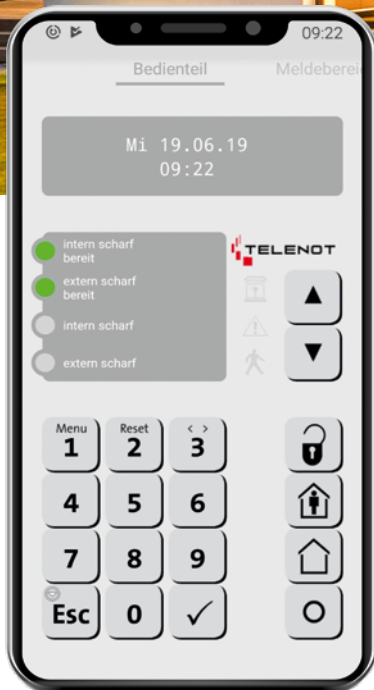 09:22
Bedienteil
Meldeberei
Mi 19.06.19
09:22
intern scharf
bereit
TELENOT
extern scharf
bereit
intern scharf
extern scharf
Menu
1
Reset
2
< >
3
4
5
6
7
8
9
Esc
0